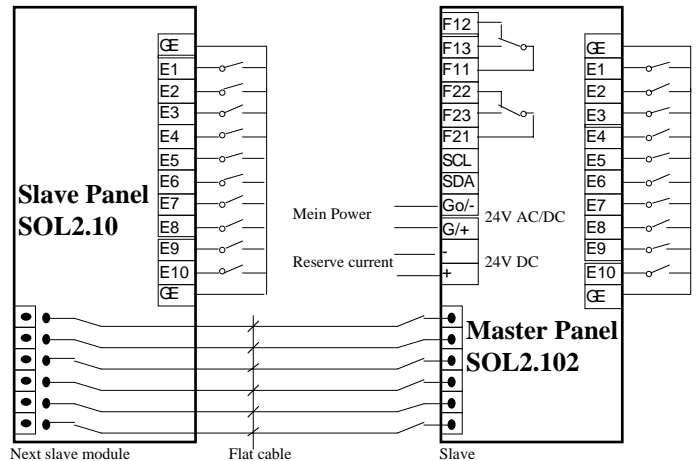 GE
E1
E2
E3
E4
E5
E6
E7
E8
E9
E10
GE
Slave Panel
SOL2.10
Next slave module
Flat cable
Mein Power
Reserve current
F12
F13
F11
F22
F23
F21
SCL
SDA
Go/-
G/+
-
+
24V AC/DC
24V DC
GE
E1
E2
E3
E4
E5
E6
E7
E8
E9
E10
GE
Master Panel
SOL2.102
Slave